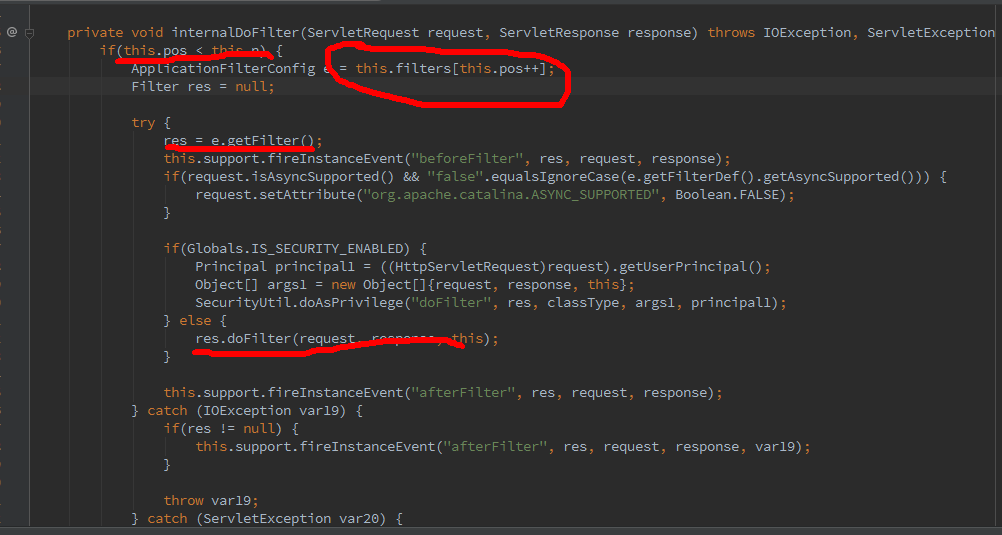 @
private void internalDoFilter(ServletRequest request, ServletResponse response) throws IOException, ServletException
if(this.pos < this.n) {
ApplicationFilterConfig e = this.filters[this.pos++];
Filter res = null;
try {
res = e.getFilter();
this.support.fireInstanceEvent("beforeFilter", res, request, response);
if(request.isAsyncSupported() && "false".equalsIgnoreCase(e.getFilterDef().getAsyncSupported())) {
request.setAttribute("org.apache.catalina.ASYNC_SUPPORTED", Boolean.FALSE);
}
if(Globals.IS_SECURITY_ENABLED) {
Principal principal1 = ((HttpServletRequest)request).getUserPrincipal();
Object[] args1 = new Object[]{request, response, this};
SecurityUtil.doAsPrivilege("doFilter", res, classType, args1, principal1);
} else {
res.doFilter(request, response, this);
}
this.support.fireInstanceEvent("afterFilter", res, request, response);
} catch (IOException var19) {
if(res != null) {
this.support.fireInstanceEvent("afterFilter", res, request, response, var19);
}
throw var19;
} catch (ServletException var20) {